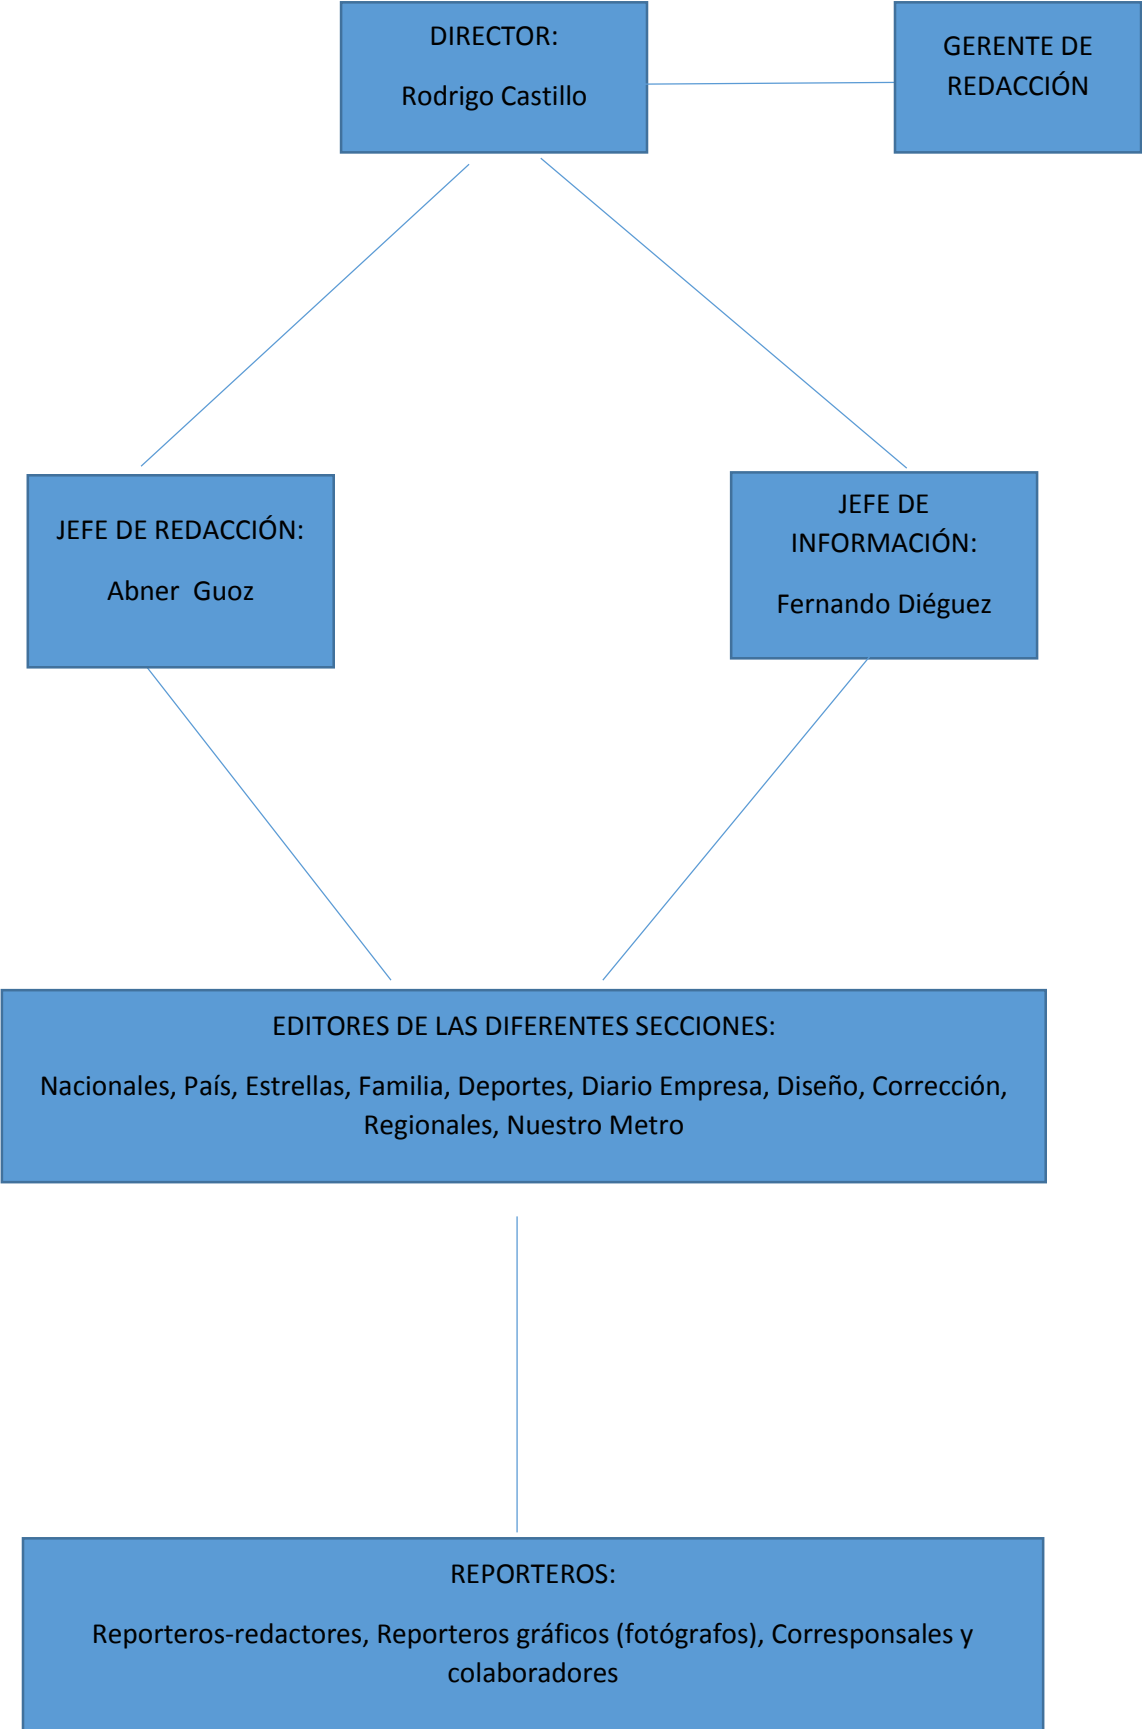 DIRECTOR:
Rodrigo Castillo
GERENTE DE
REDACCIÓN
JEFE DE REDACCIÓN:
Abner  Guoz
JEFE DE
INFORMACIÓN:
Fernando Diéguez
EDITORES DE LAS DIFERENTES SECCIONES:
Nacionales, País, Estrellas, Familia, Deportes, Diario Empresa, Diseño, Corrección,
Regionales, Nuestro Metro
REPORTEROS:
Reporteros-redactores, Reporteros gráficos (fotógrafos), Corresponsales y
colaboradores